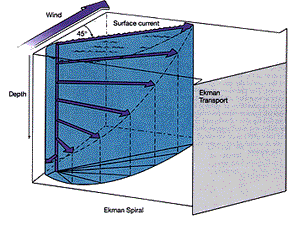 Wind
Surface current
45°
Depth
Ekman
Transport
Ekman Spiral